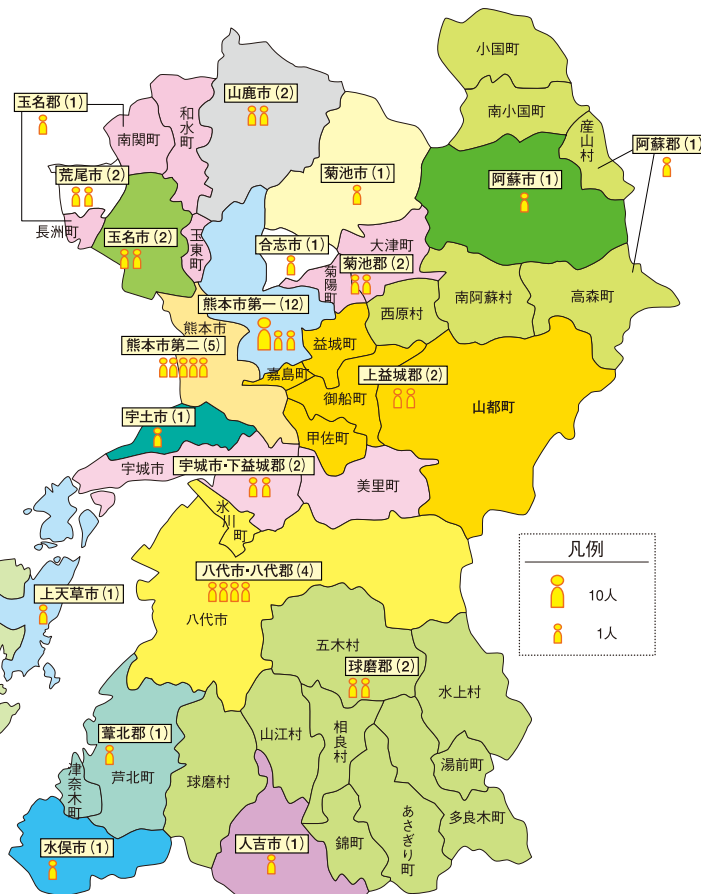 小国町
南小国町
産山村
阿蘇郡(1)
山鹿市(2)
玉名郡(1)
和水町
南関町
荒尾市(2)
長洲町
玉名市(2)
玉東町
菊池市(1)
阿蘇市(1)
合志市(1)
大津町
菊陽町
菊池郡(2)
熊本市第一(12)
熊本市
熊本市第二(5)
西原村
南阿蘇村
高森町
益城町
嘉島町
御船町
上益城郡(2)
山都町
甲佐町
宇土市(1)
宇城市
宇城市・下益城郡(2)
美里町
氷川町
八代市・八代郡(4)
八代市
上天草市(1)
凡例
10人
1人
五木村
球磨郡(2)
水上村
山江村
相良村
湯前町
葦北郡(1)
芦北町
津奈木町
球磨村
あさぎり町
多良木町
錦町
水俣市(1)
人吉市(1)